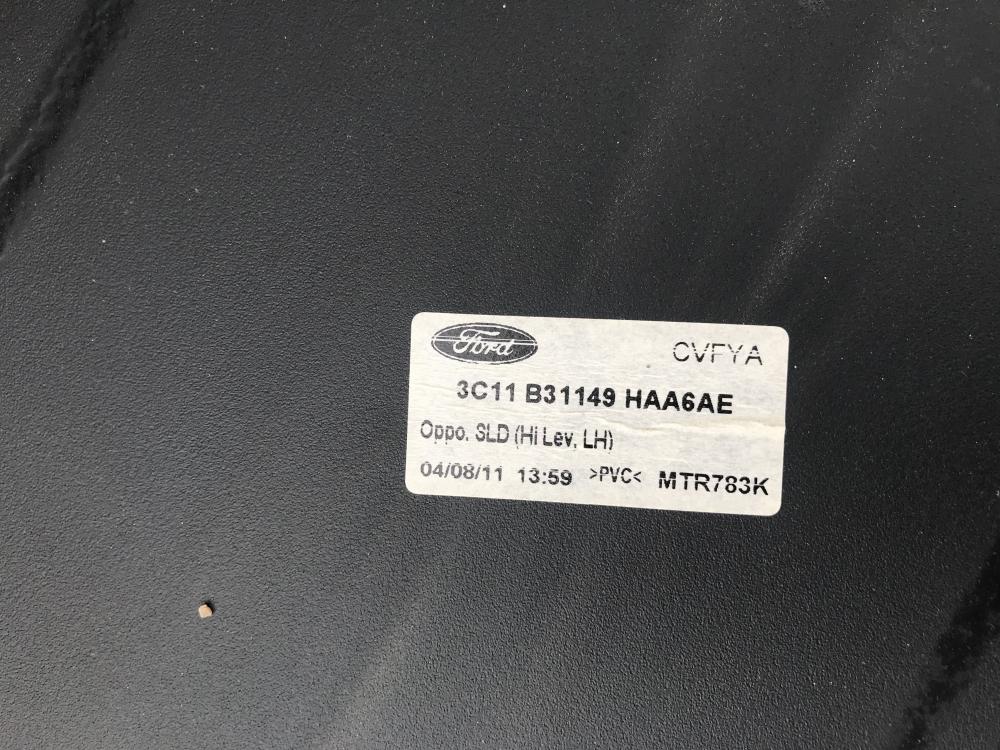 Ford
CVFYA
3C11 B31149 HAA6AE
Oppo. SLD (Hi Lev, LH)
04/08/11 13:59 >PVC< MTR783K